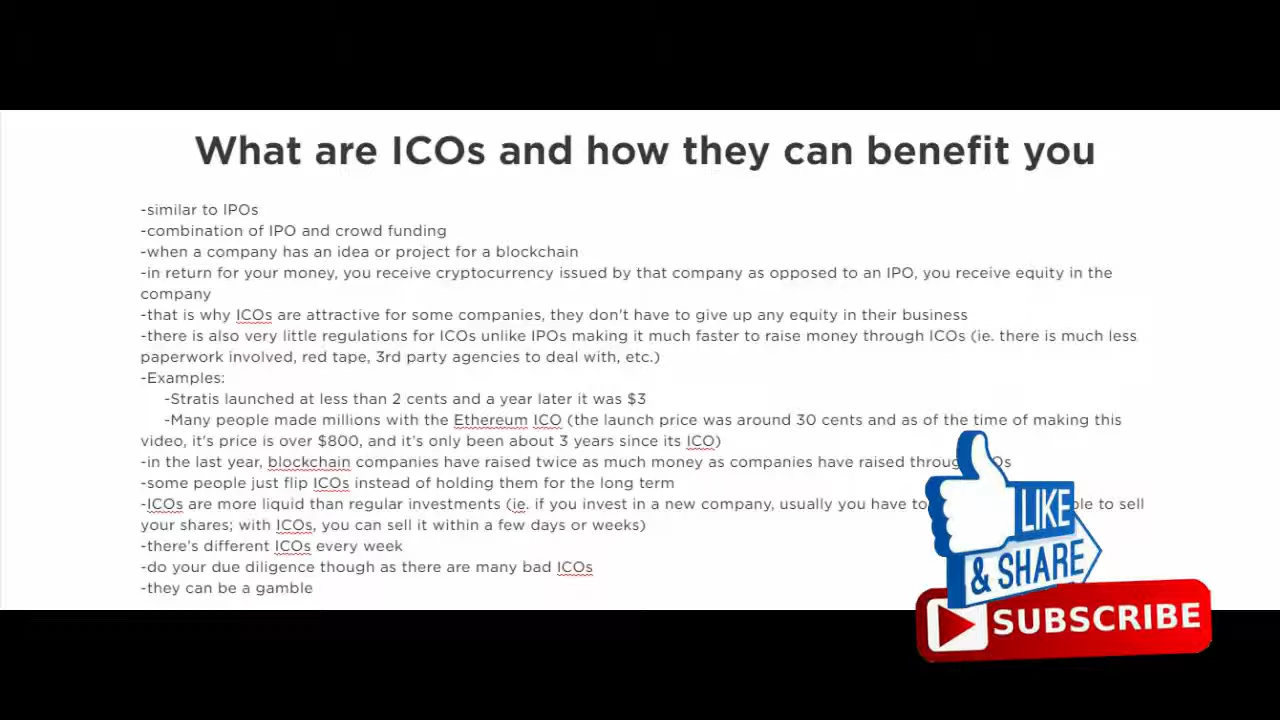 What are ICOs and how they can benefit you
-similar to IPOs
-combination of IPO and crowd funding
-when a company has an idea or project for a blockchain
-in return for your money, you receive cryptocurrency issued by that company as opposed to an IPO, you receive equity in the
company
-that is why ICOs are attractive for some companies, they don't have to give up any equity in their business
-there is also very little regulations for ICOs unlike IPOs making it much faster to raise money through ICOs (ie. there is much less
paperwork involved, red tape, 3rd party agencies to deal with, etc.)
-Examples:
-Stratis launched at less than 2 cents and a year later it was $3
-Many people made millions with the Ethereum ICO (the launch price was around 30 cents and as of the time of making this
video, it's price is over $800, and it's only been about 3 years since its ICO)
-in the last year, blockchain companies have raised twice as much money as companies have raised
-some people just flip ICOs instead of holding them for the long term
-ICOs are more liquid than regular investments (ie. if you invest in a new company, usually you have to to sell
your shares; with ICOs, you can sell it within a few days or weeks)
-there's different ICOs every week
-do your due diligence though as there are many bad ICOs
-they can be a gamble
LIKE
& SHARE
SUBSCRIBE